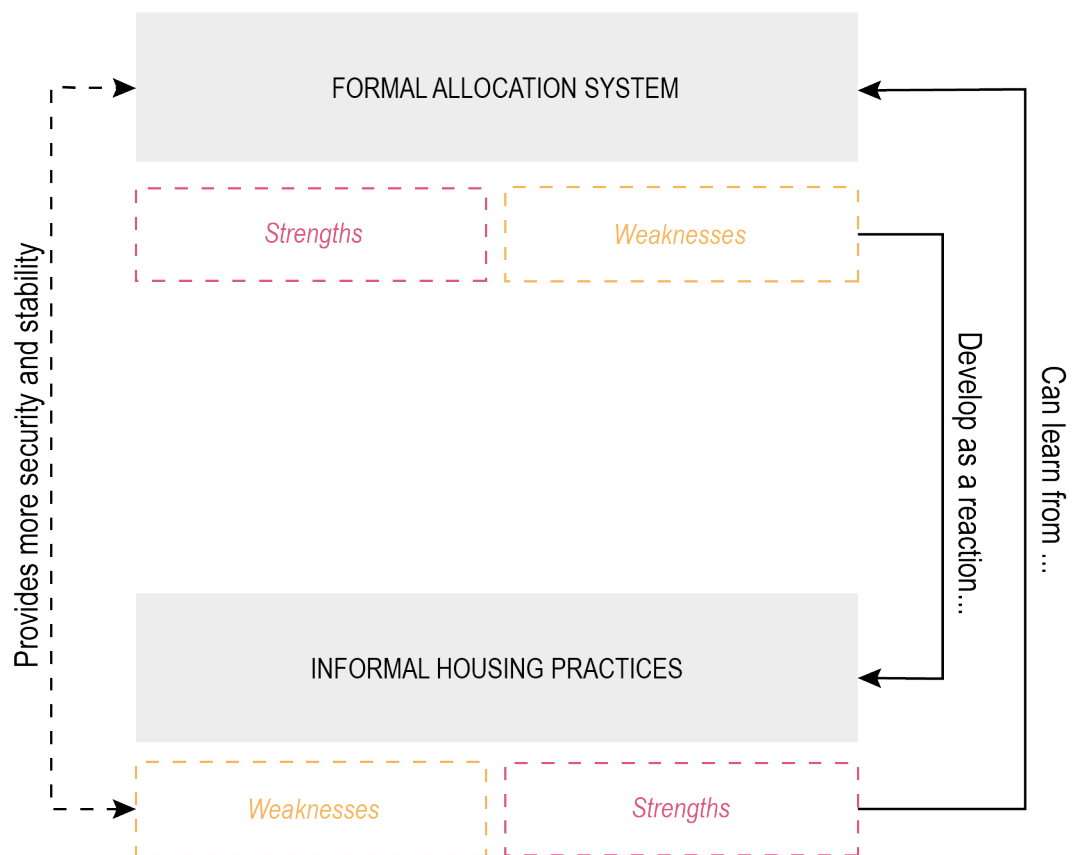 FORMAL ALLOCATION SYSTEM
Strengths
Weaknesses
Provides more security and stability
Develop as a reaction...
Can learn from ...
INFORMAL HOUSING PRACTICES
Weaknesses
Strengths